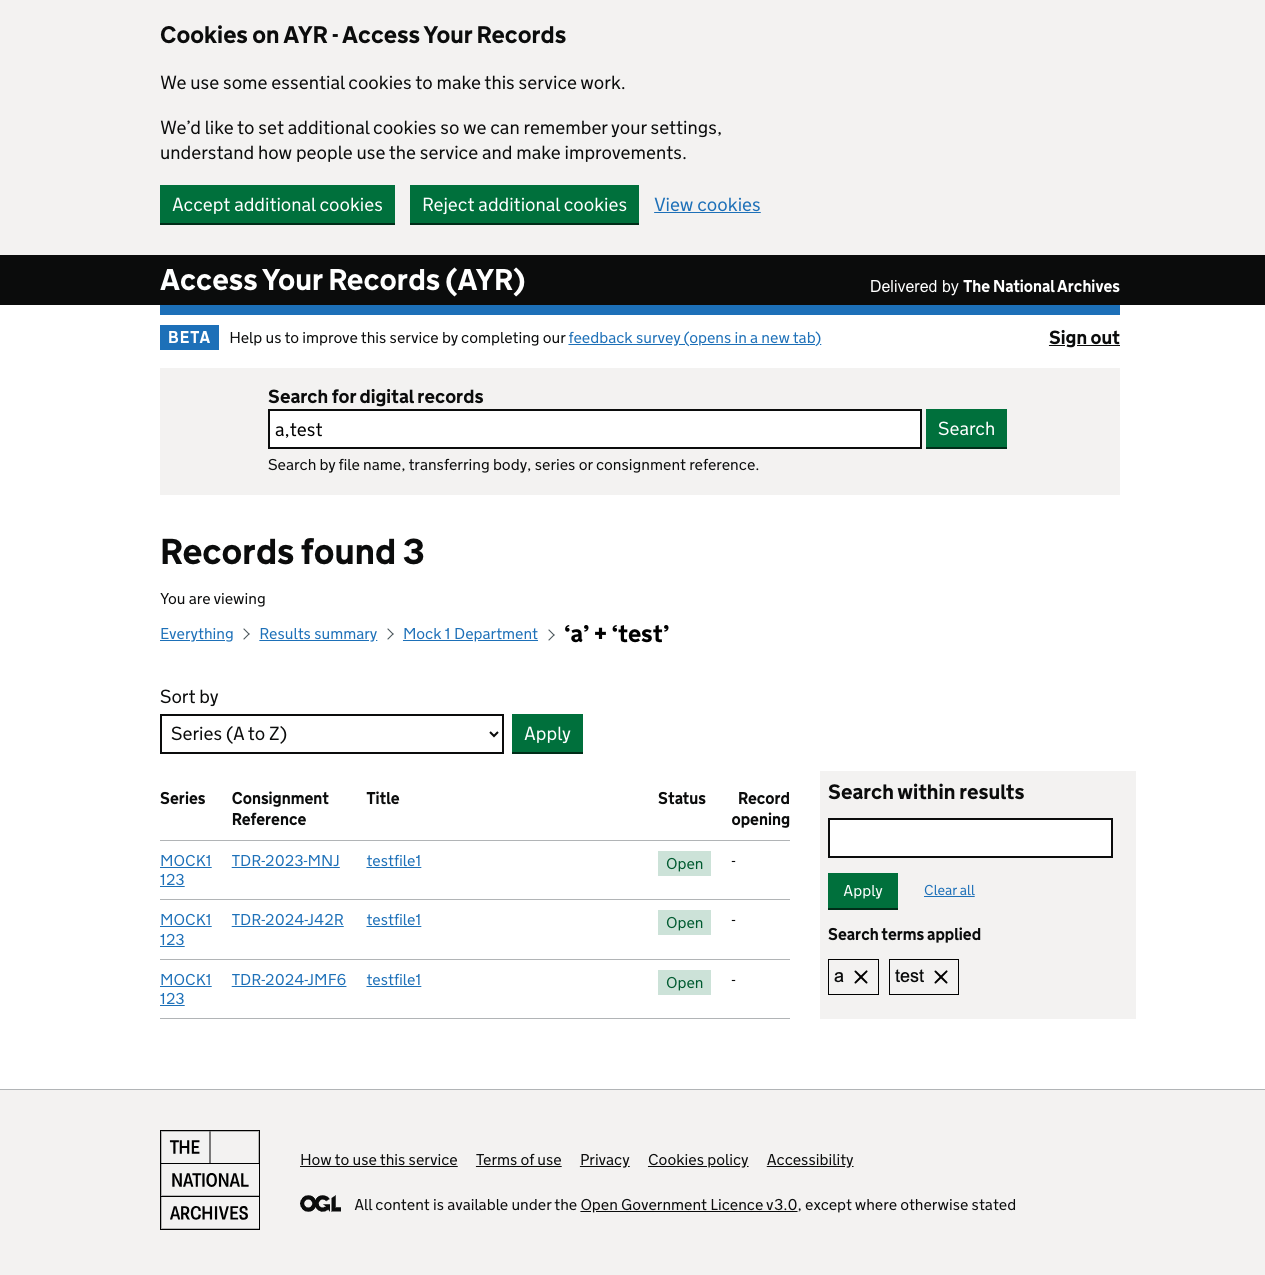 Cookies on AYR - Access Your Records
We use some essential cookies to make this service work.
We’d like to set additional cookies so we can remember your settings,
understand how people use the service and make improvements.
Accept additional cookies Reject additional cookies View cookies
Access Your Records (AYR) Delivered by The National Archives
BETA Help us to improve this service by completing our feedback survey (opens in a new tab) Sign out
Search for digital records
a,test Search
Search by file name, transferring body, series or consignment reference.
Records found 3
You are viewing
Everything Results summary Mock 1 Department ‘a’ + ‘test’
Sort by
Series (A to Z) Apply
Series Consignment Reference Title Status Record opening
MOCK1 123 TDR-2023-MNJ testfile1 Open -
MOCK1 123 TDR-2024-J42R testfile1 Open -
MOCK1 123 TDR-2024-JMF6 testfile1 Open -
Search within results
Apply Clear all
Search terms applied
a test
THE
NATIONAL
ARCHIVES
How to use this service Terms of use Privacy Cookies policy Accessibility
OGL All content is available under the Open Government Licence v3.0, except where otherwise stated